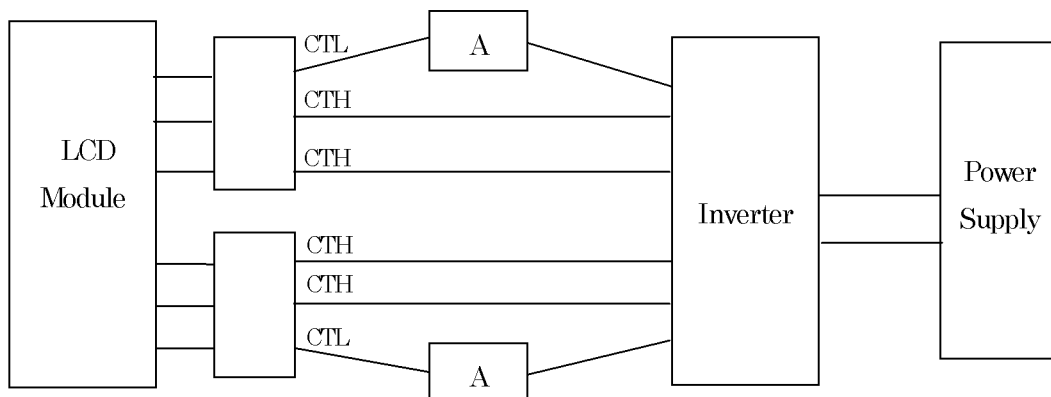 CTL
A
CTH
CTH
LCD
Module
Inverter
Power
Supply
CTH
CTH
CTL
A